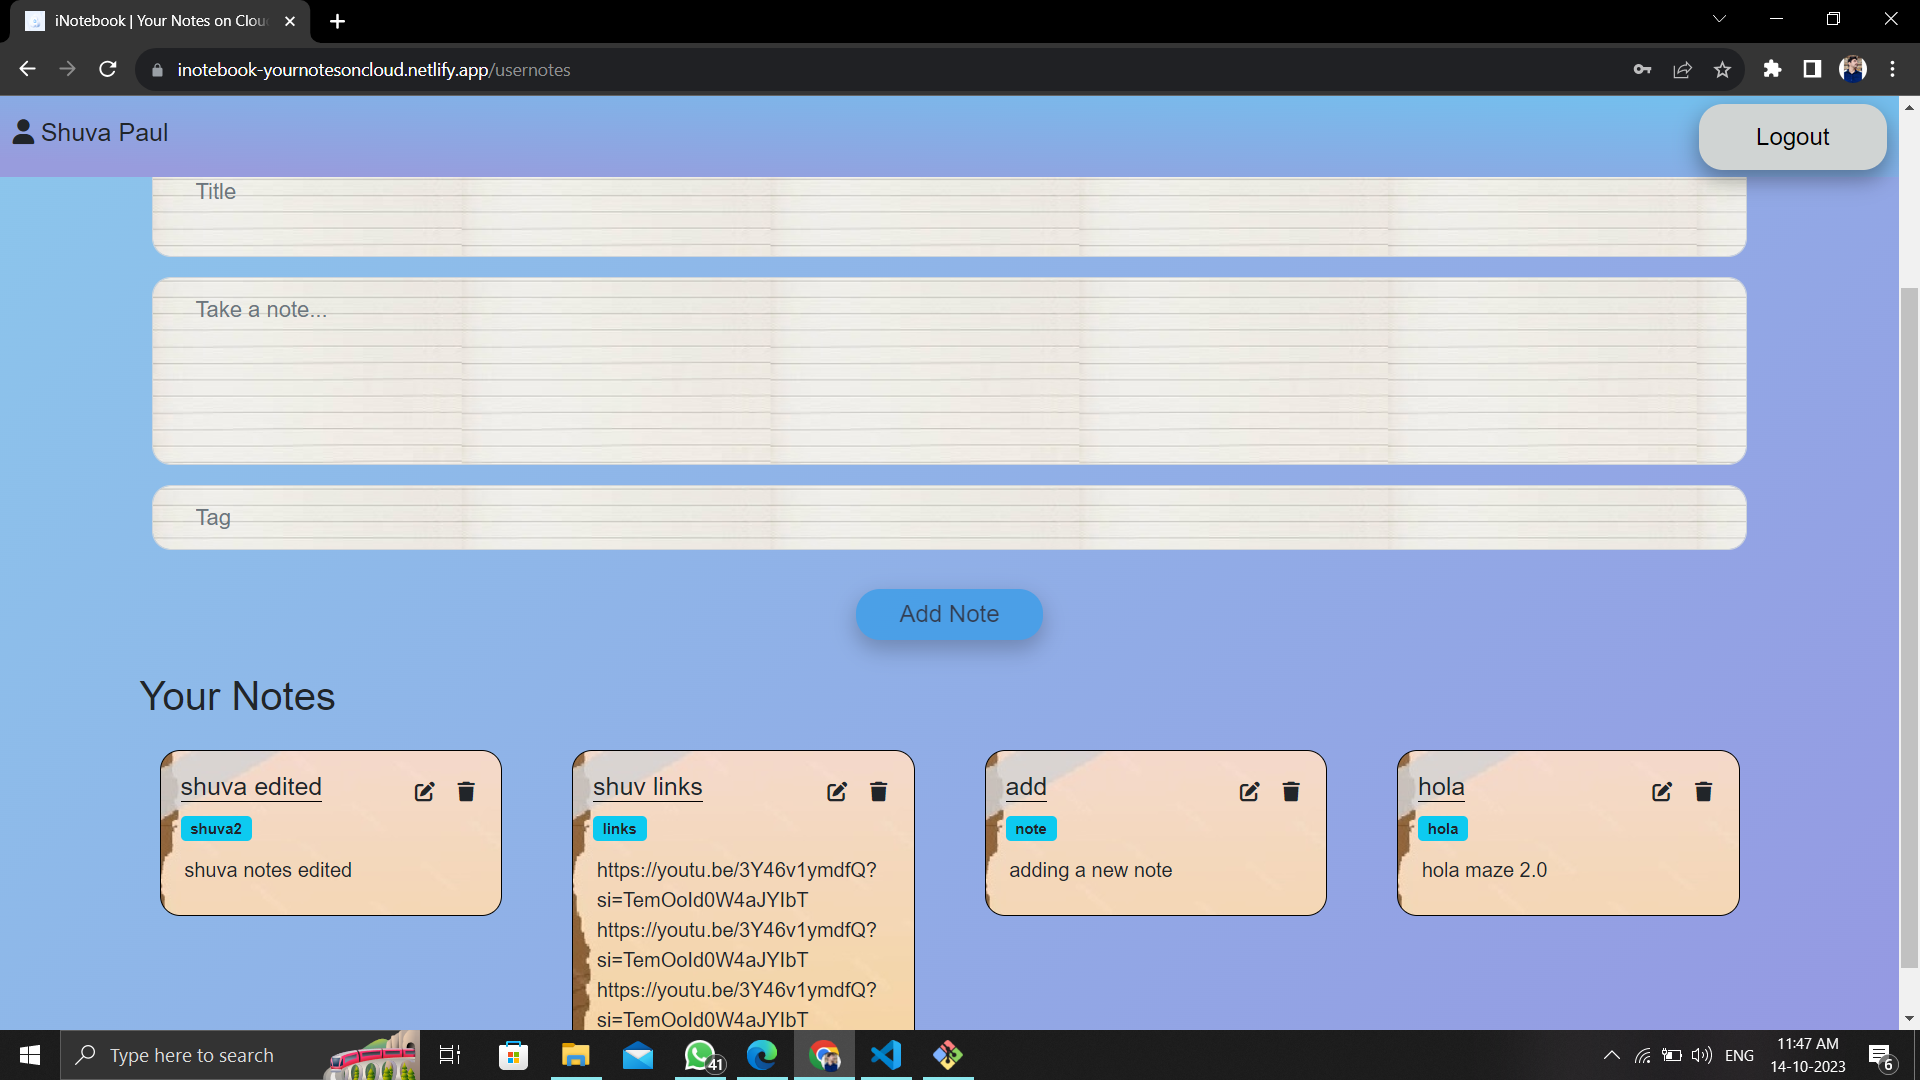 iNotebook | Your Notes on Clou
inotebook-yournotesoncloud.netlify.app/usernotes
Shuva Paul
Logout
Title
Take a note...
Tag
Add Note
Your Notes
shuva edited
shuva2
shuva notes edited
shuv links
links
https://youtu.be/3Y46v1ymdfQ?
si=TemOoId0W4aJYIbT
https://youtu.be/3Y46v1ymdfQ?
si=TemOoId0W4aJYIbT
https://youtu.be/3Y46v1ymdfQ?
si=TemOoId0W4aJYIbT
add
note
adding a new note
hola
hola
hola maze 2.0
Type here to search
41
ENG
11:47 AM
14-10-2023
6